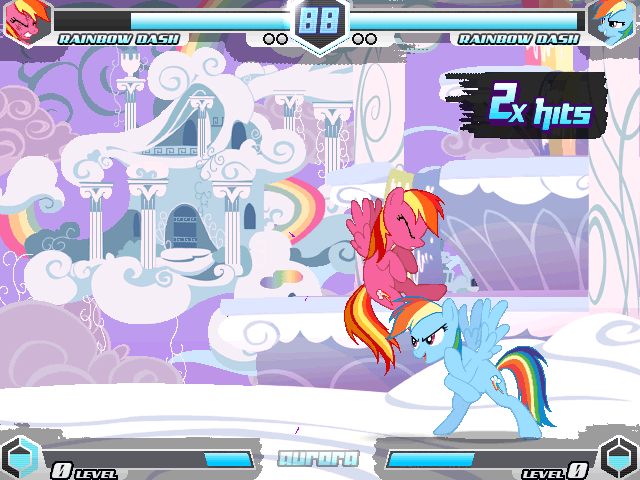 88
RAINBOW DASH
RAINBOW DASH
2x hits
0 LEVEL
aurora
LEVEL 0